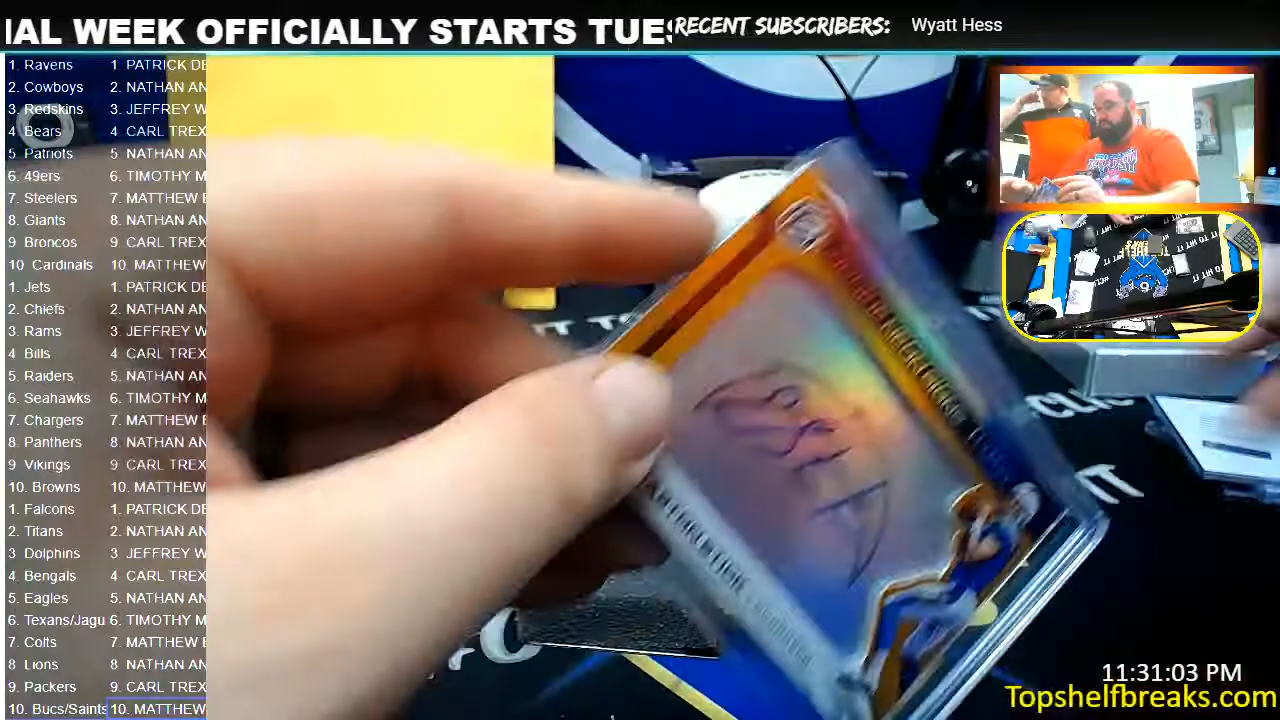 IAL WEEK OFFICIALLY STARTS TUES
RECENT SUBSCRIBERS: Wyatt Hess
1. Ravens 1. PATRICK DE
2. Cowboys 2. NATHAN AN
3. Redskins 3. JEFFREY W
4 Bears 4 CARL TREX
5. Patriots 5 NATHAN AN
6. 49ers 6. TIMOTHY M
7. Steelers 7. MATTHEW E
8. Giants 8. NATHAN AN
9 Broncos 9 CARL TREX
10. Cardinals 10. MATTHEW
1. Jets 1. PATRICK DE
2. Chiefs 2. NATHAN AN
3. Rams 3. JEFFREY W
4 Bills 4 CARL TREX
5. Raiders 5. NATHAN AN
6. Seahawks 6. TIMOTHY M
7. Chargers 7. MATTHEW E
8. Panthers 8. NATHAN AN
9 Vikings 9 CARL TREX
10. Browns 10. MATTHEW
1. Falcons 1. PATRICK DE
2. Titans 2. NATHAN AN
3 Dolphins 3 JEFFREY W
4. Bengals 4 CARL TREX
5. Eagles 5. NATHAN AN
6. Texans/Jagu 6. TIMOTHY M
7. Colts 7. MATTHEW E
8 Lions 8 NATHAN AN
9. Packers 9. CARL TREX
10. Bucs/Saints 10. MATTHEW
IT TO
IT
11:31:03 PM
Topshelfbreaks.com